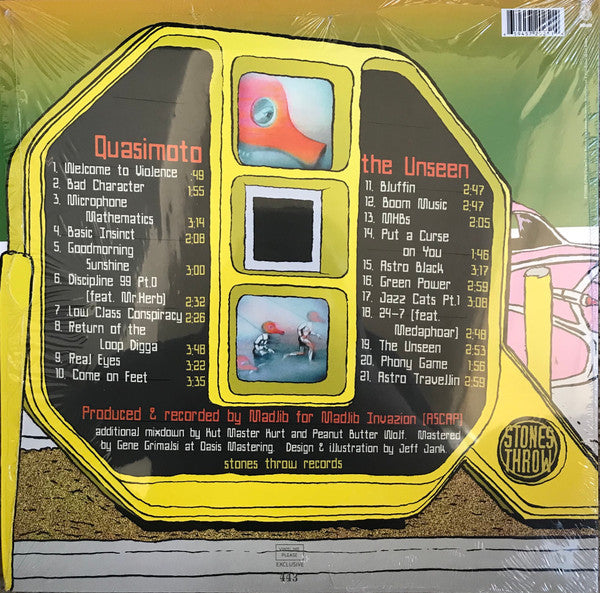 Quasimoto
1. Welcome to Violence :49
2. Bad Character 1:55
3. Microphone
Mathematics 3:14
4. Basic Insinct 2:08
5. Goodmorning
Sunshine 3:00
6. Discipline 99 Pt.0
[feat. Mr.Herb] 2:32
7. Low Class Conspiracy 2:26
8. Return of the
Loop Digga 3:48
9. Real Eyes 3:22
10. Come on Feet 3:35
the Unseen
11. Bluffin 2:47
12. Boom Music 2:47
13. MHBs 2:05
14. Put a Curse
on You 1:46
15. Astro Black 3:17
16. Green Power 2:59
17. Jazz Cats Pt.1 3:08
18. 24-7 [feat.
Medaphoar] 2:48
19. The Unseen 2:53
20. Phony Game 1:56
21. Astro Travellin 2:59
Produced & recorded by Madlib for Madlib Invazion [ASCAP]
additional mixdown by Kut Master Kurt and Peanut Butter Wolf. Mastered
by Gene Grimalsi at Oasis Mastering. Design & illustration by Jeff Jank.
stones throw records
STONES
THROW
VINYL ME
PLEASE
EXCLUSIVE
443